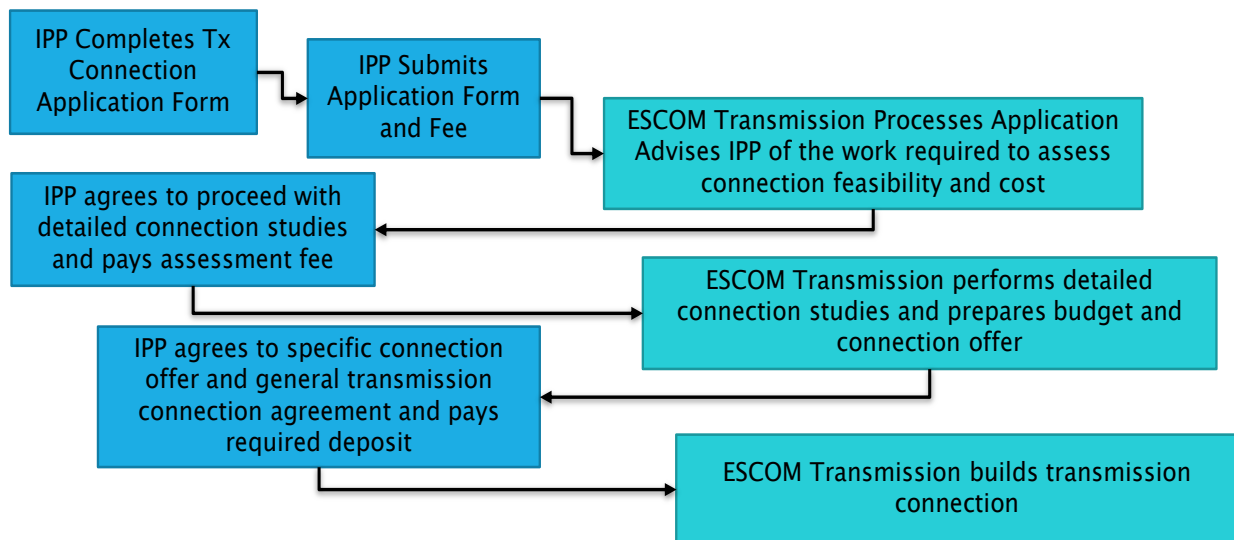 IPP Completes Tx
Connection
Application Form
IPP Submits
Application Form
and Fee
ESCOM Transmission Processes Application
Advises IPP of the work required to assess
connection feasibility and cost
IPP agrees to proceed with
detailed connection studies
and pays assessment fee
ESCOM Transmission performs detailed
connection studies and prepares budget and
connection offer
IPP agrees to specific connection
offer and general transmission
connection agreement and pays
required deposit
ESCOM Transmission builds transmission
connection